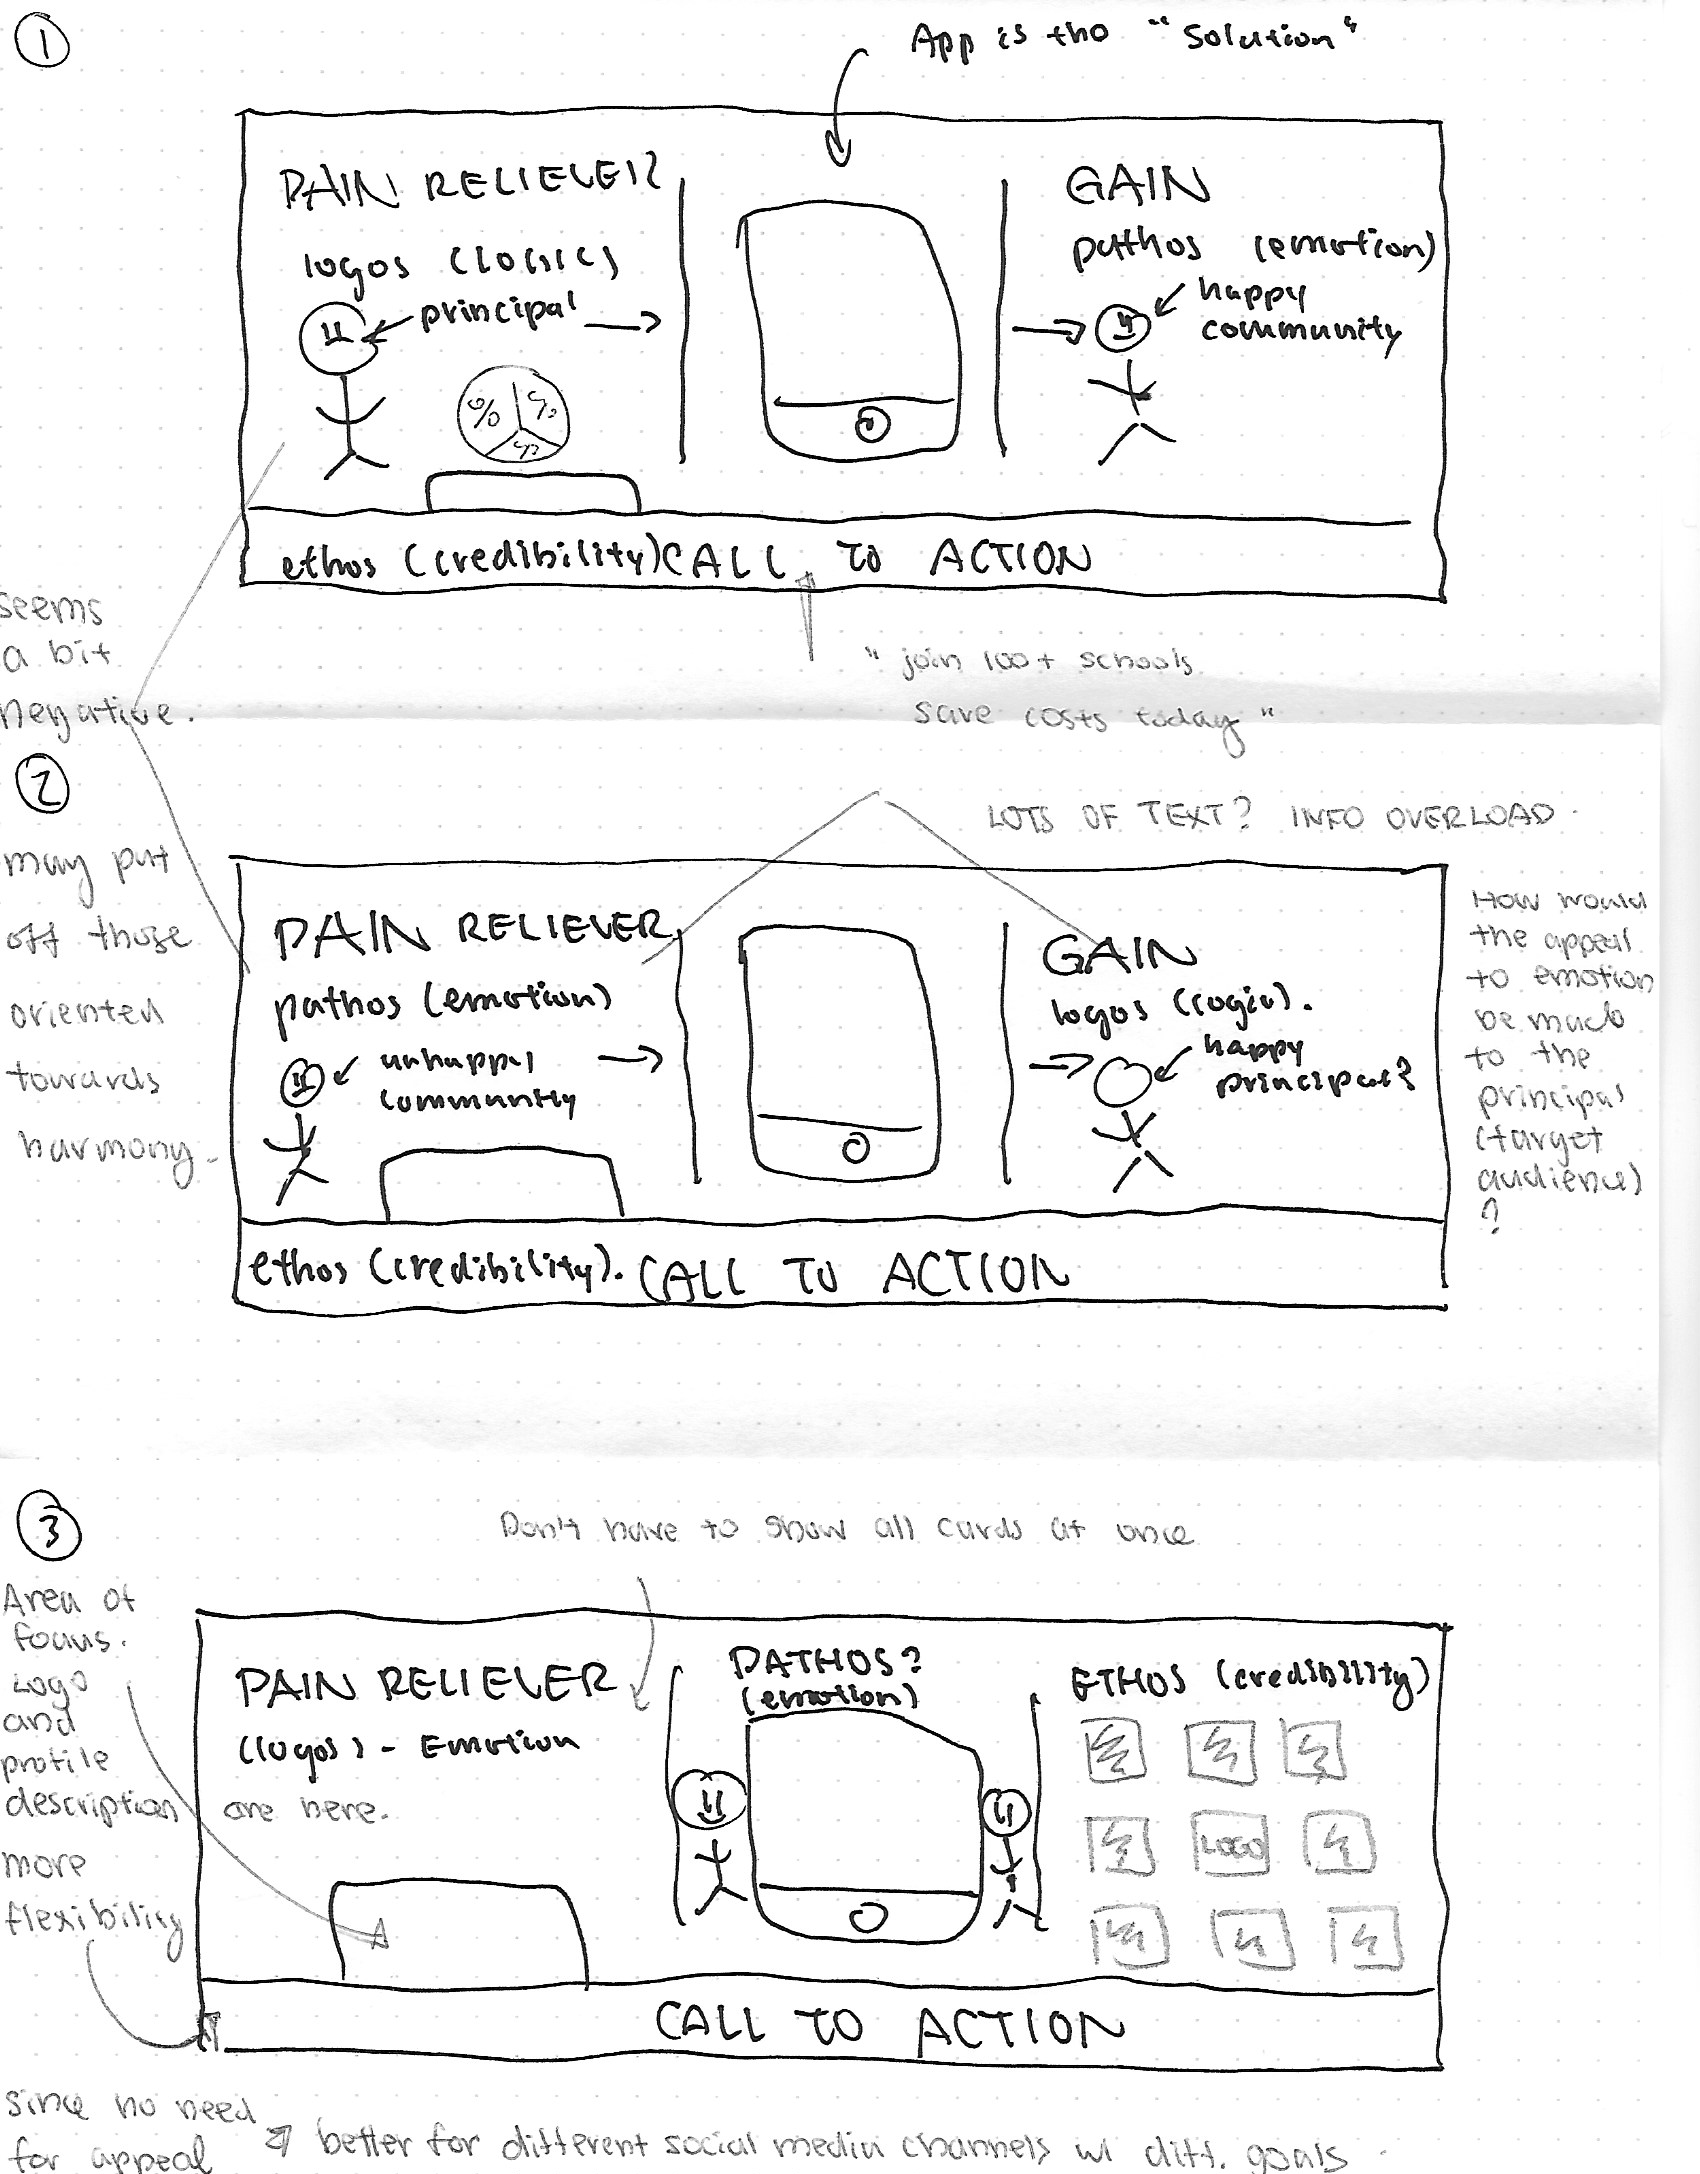 1
App is the "Solution"
PAIN RELIEVER
logos (LOGIC)
principal
% % %
GAIN
pathos (emotion)
happy
community
ethos (credibility) CALL TO ACTION
"join 100+ schools
save costs today"
seems
a bit
negative.
2
may put
off those
oriented
towards
harmony.
LOTS OF TEXT? INFO OVERLOAD.
PAIN RELIEVER
pathos (emotion)
unhappy
community
GAIN
logos (logic).
happy
principal?
ethos (credibility). CALL TO ACTION
How would
the appeal
to emotion
be made
to the
principal
(target
audience)
?
3
Don't have to show all cards at once
Area of
focus.
Logo
and
profile
description
are here.
more
flexibility
PAIN RELIEVER
(logos) - Emotion
PATHOS?
(emotion)
ETHOS (credibility)
LOGO
CALL TO ACTION
since no need
for appeal
better for different social media channels w/ diff. goals.